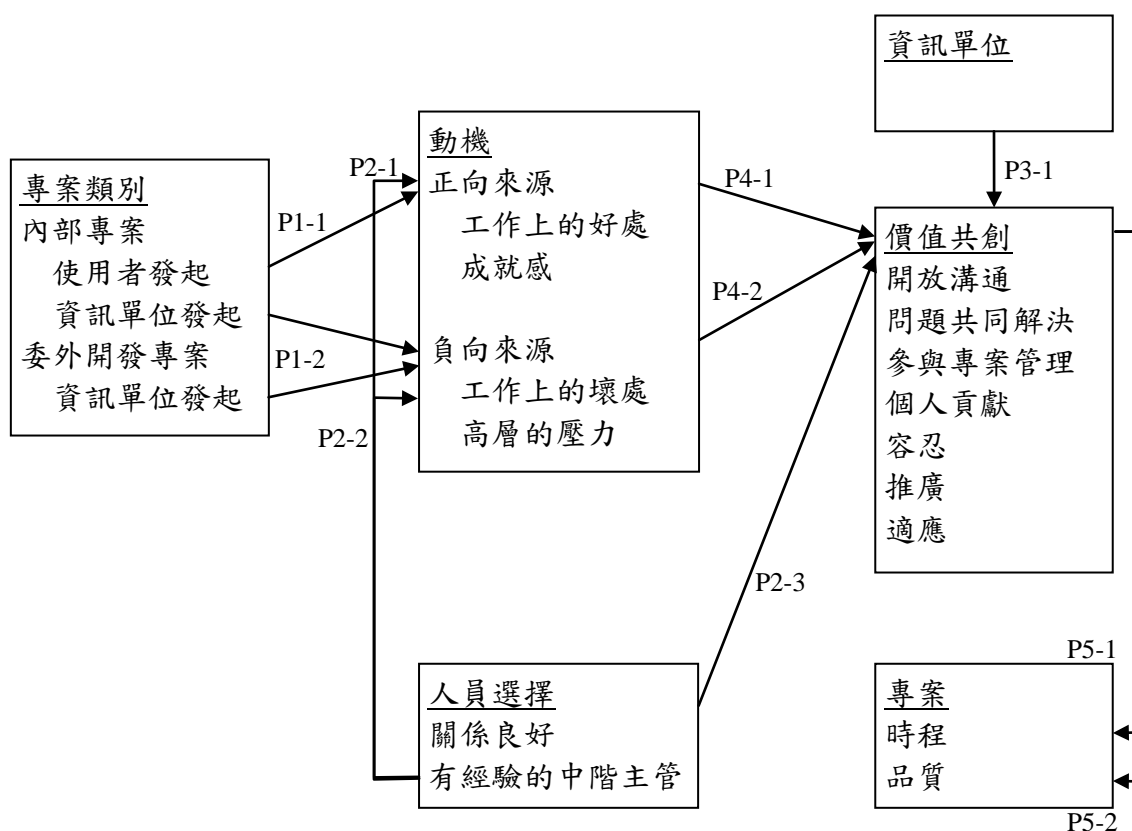 資訊單位
P3-1
專案類別
內部專案
使用者發起
資訊單位發起
委外開發專案
資訊單位發起
P1-1
P1-2
P2-1
P2-2
動機
正向來源
工作上的好處
成就感
負向來源
工作上的壞處
高層的壓力
P4-1
P4-2
價值共創
開放溝通
問題共同解決
參與專案管理
個人貢獻
容忍
推廣
適應
P2-3
人員選擇
關係良好
有經驗的中階主管
P5-1
專案
時程
品質
P5-2